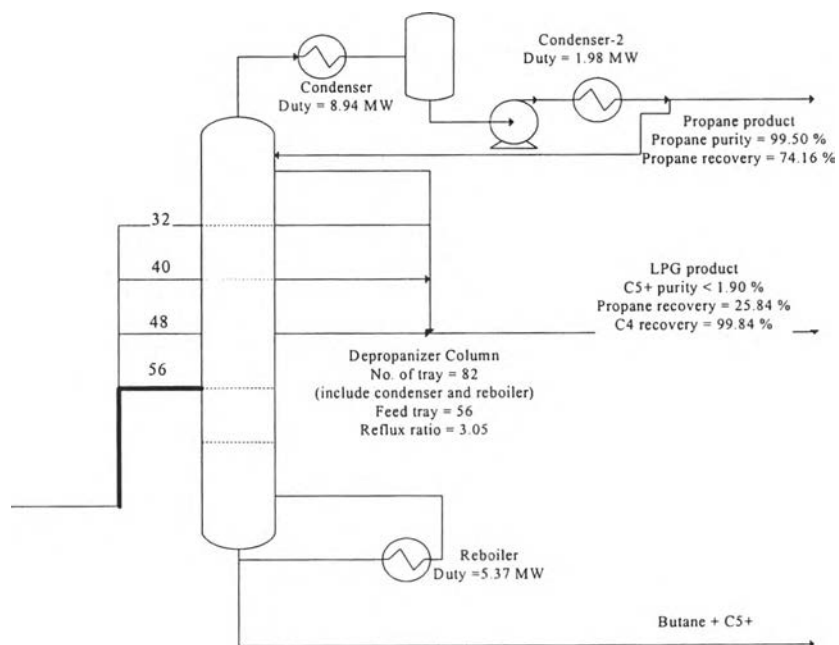 Condenser-2
Duty = 1.98 MW
Condenser
Duty = 8.94 MW
Propane product
Propane purity = 99.50 %
Propane recovery = 74.16 %
32
40
48
56
LPG product
C5+ purity < 1.90 %
Propane recovery = 25.84 %
C4 recovery = 99.84 %
Depropanizer Column
No. of tray = 82
(include condenser and reboiler)
Feed tray = 56
Reflux ratio = 3.05
Reboiler
Duty =5.37 MW
Butane + C5+